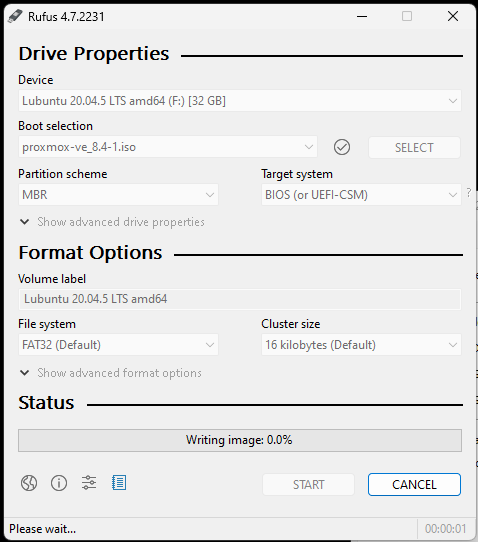 Rufus 4.7.2231
Drive Properties
Device
Lubuntu 20.04.5 LTS amd64 (F:) [32 GB]
Boot selection
proxmox-ve_8.4-1.iso
SELECT
Partition scheme
Target system
MBR
BIOS (or UEFI-CSM)
?
Show advanced drive properties
Format Options
Volume label
Lubuntu 20.04.5 LTS amd64
File system
Cluster size
FAT32 (Default)
16 kilobytes (Default)
Show advanced format options
Status
Writing image: 0.0%
START
CANCEL
Please wait...
00:00:01